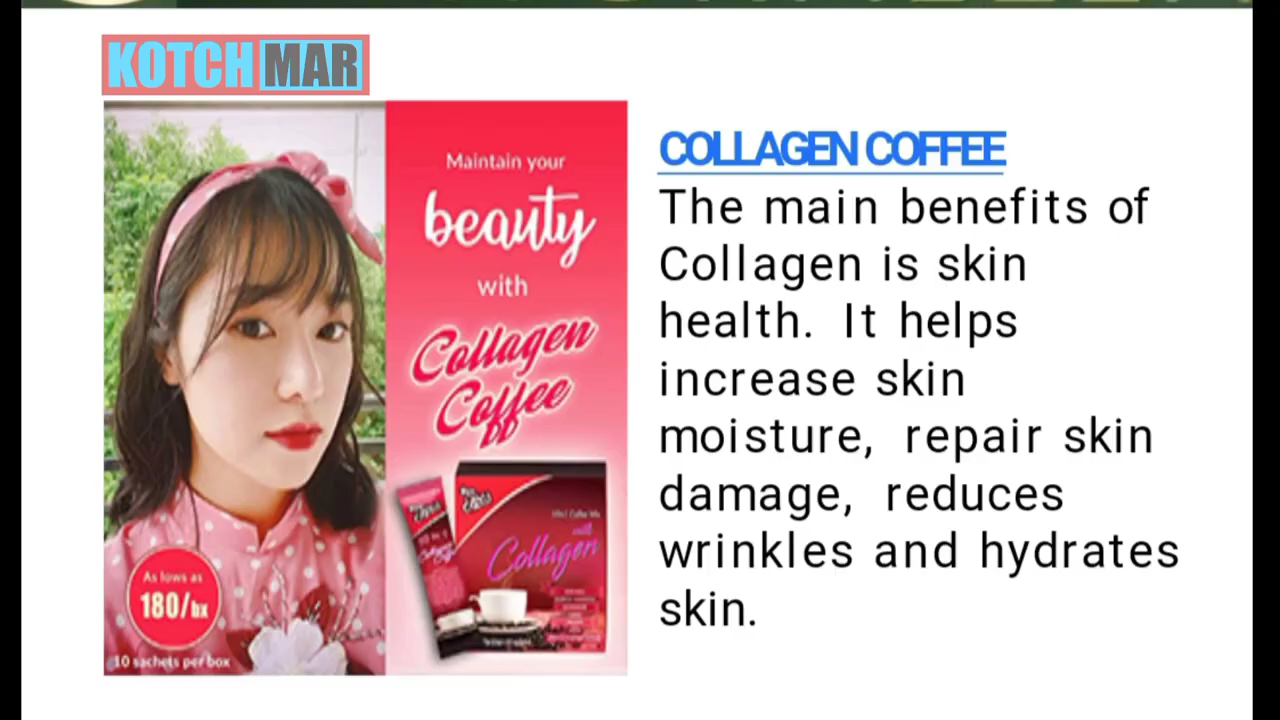 KOTCH MAR
Maintain your
beauty
with
Collagen
Coffee
Collagen
As lows as
180/bx
10 sachets per box
COLLAGEN COFFEE
The main benefits of
Collagen is skin
health. It helps
increase skin
moisture, repair skin
damage, reduces
wrinkles and hydrates
skin.